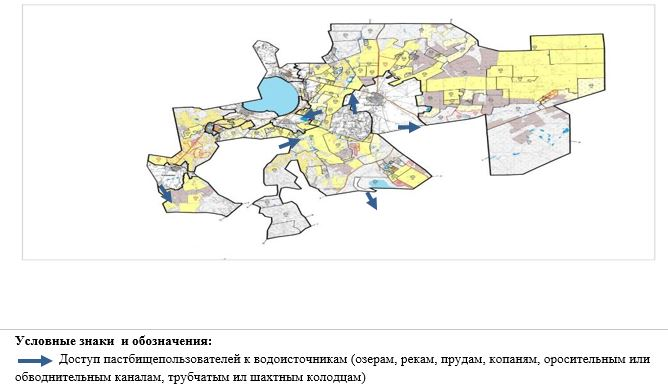 Условные знаки и обозначения:
Доступ пастбищепользователей к водоисточникам (озерам, рекам, прудам, копаням, оросительным или
обводнительным каналам, трубчатым ил шахтным колодцам)